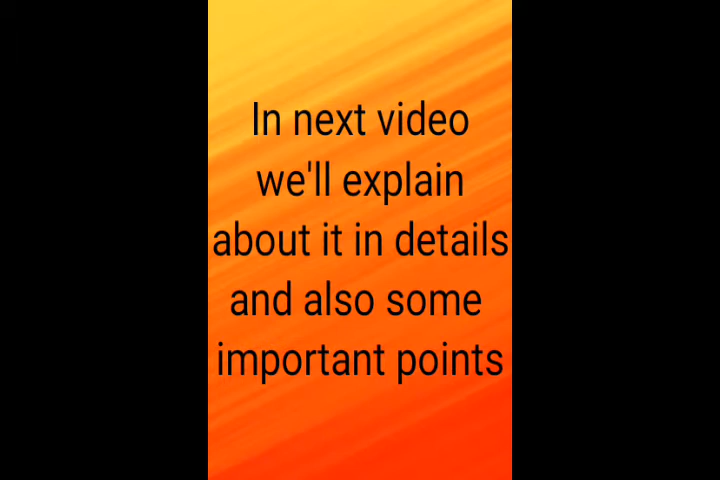 In next video
we'll explain
about it in details
and also some
important points